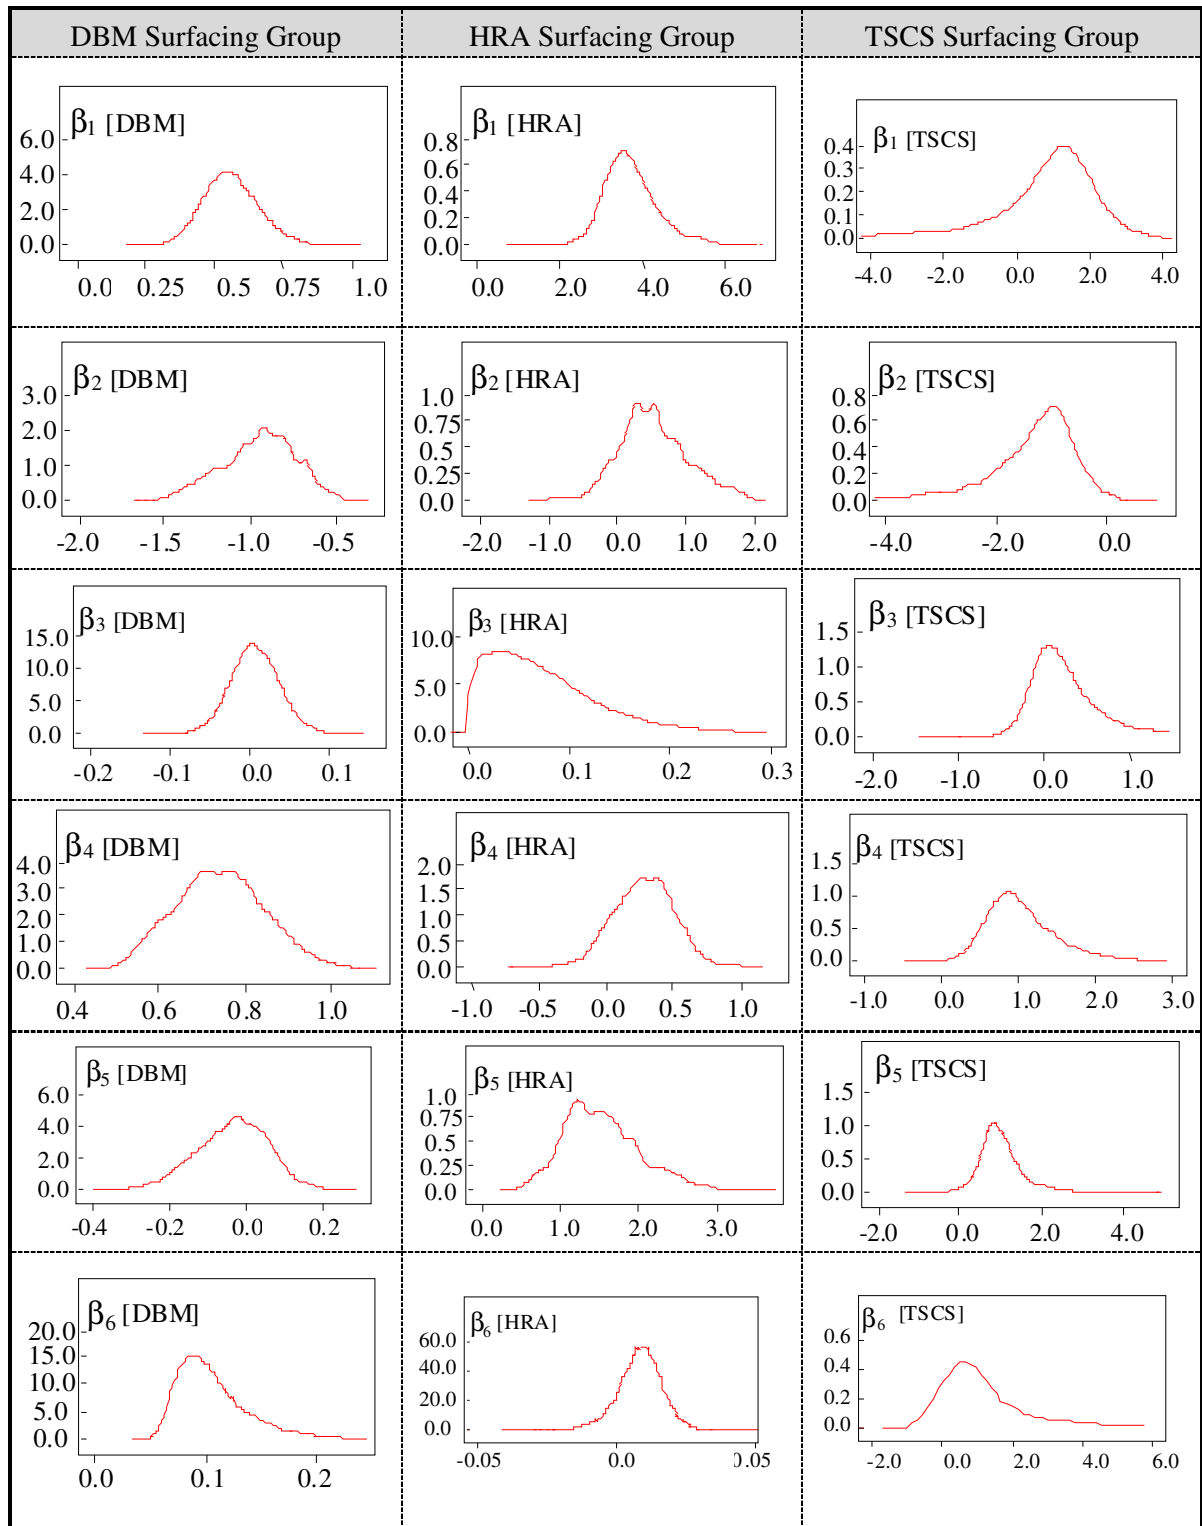 DBM Surfacing Group
HRA Surfacing Group
TSCS Surfacing Group
β1 [DBM]
6.0
4.0
2.0
0.0
0.0 0.25 0.5 0.75 1.0
β1 [HRA]
0.8
0.6
0.4
0.2
0.0
0.0 2.0 4.0 6.0
β1 [TSCS]
0.4
0.3
0.2
0.1
0.0
-4.0 -2.0 0.0 2.0 4.0
β2 [DBM]
3.0
2.0
1.0
0.0
-2.0 -1.5 -1.0 -0.5
β2 [HRA]
1.0
0.75
0.5
0.25
0.0
-2.0 -1.0 0.0 1.0 2.0
β2 [TSCS]
0.8
0.6
0.4
0.2
0.0
-4.0 -2.0 0.0
β3 [DBM]
15.0
10.0
5.0
0.0
-0.2 -0.1 0.0 0.1
β3 [HRA]
10.0
5.0
0.0
0.0 0.1 0.2 0.3
β3 [TSCS]
1.5
1.0
0.5
0.0
-2.0 -1.0 0.0 1.0
β4 [DBM]
4.0
3.0
2.0
1.0
0.0
0.4 0.6 0.8 1.0
β4 [HRA]
2.0
1.5
1.0
0.5
0.0
-1.0 -0.5 0.0 0.5 1.0
β4 [TSCS]
1.5
1.0
0.5
0.0
-1.0 0.0 1.0 2.0 3.0
β5 [DBM]
6.0
4.0
2.0
0.0
-0.4 -0.2 0.0 0.2
β5 [HRA]
1.0
0.75
0.5
0.25
0.0
0.0 1.0 2.0 3.0
β5 [TSCS]
1.5
1.0
0.5
0.0
-2.0 0.0 2.0 4.0
β6 [DBM]
20.0
15.0
10.0
5.0
0.0
0.0 0.1 0.2
β6 [HRA]
60.0
40.0
20.0
0.0
-0.05 0.0 0.05
β6 [TSCS]
0.6
0.4
0.2
0.0
-2.0 0.0 2.0 4.0 6.0